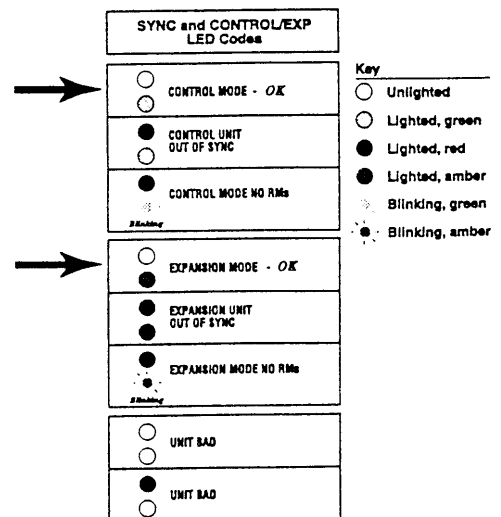 SYNC and CONTROL/EXP
LED Codes
CONTROL MODE - OK
CONTROL UNIT
OUT OF SYNC
CONTROL MODE NO RMs
Blinking
EXPANSION MODE - OK
EXPANSION UNIT
OUT OF SYNC
EXPANSION MODE NO RMs
Blinking
UNIT BAD
UNIT BAD
Key
Unlighted
Lighted, green
Lighted, red
Lighted, amber
Blinking, green
Blinking, amber